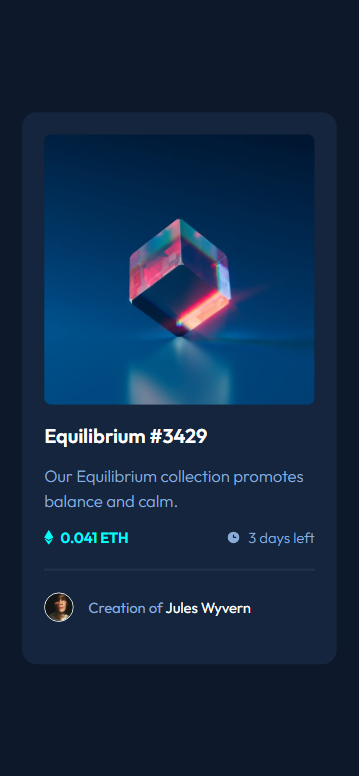 Equilibrium #3429
Our Equilibrium collection promotes
balance and calm.
0.041 ETH
3 days left
Creation of Jules Wyvern